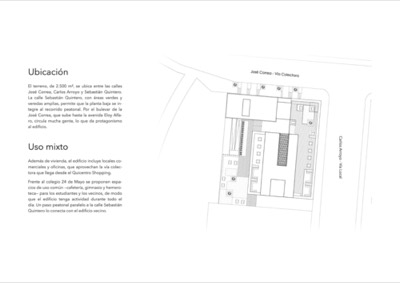 Ubicación
El terreno, de 2.500 m², se ubica entre las calles
José Correa, Carlos Arroyo y Sebastián Quintero.
La calle Sebastián Quintero, con áreas verdes y
veredas amplias, permite que la planta baja se in-
tegre al recorrido peatonal. Por el bulevar de la
José Correa, que sube hasta la avenida Eloy Alfa-
ro, circula mucha gente, lo que da protagonismo
al edificio.
Uso mixto
Además de vivienda, el edificio incluye locales co-
merciales y oficinas, que aprovechan la vía colec-
tora que llega desde el Quicentro Shopping.
Frente al colegio 24 de Mayo se proponen espa-
cios de uso común –cafetería, gimnasio y hemero-
teca– para los estudiantes y los vecinos, de modo
que el edificio tenga actividad durante todo el
día. Un paso peatonal paralelo a la calle Sebastián
Quintero lo conecta con el edificio vecino.
José Correa - Vía Colectora
Carlos Arroyo - Vía Local